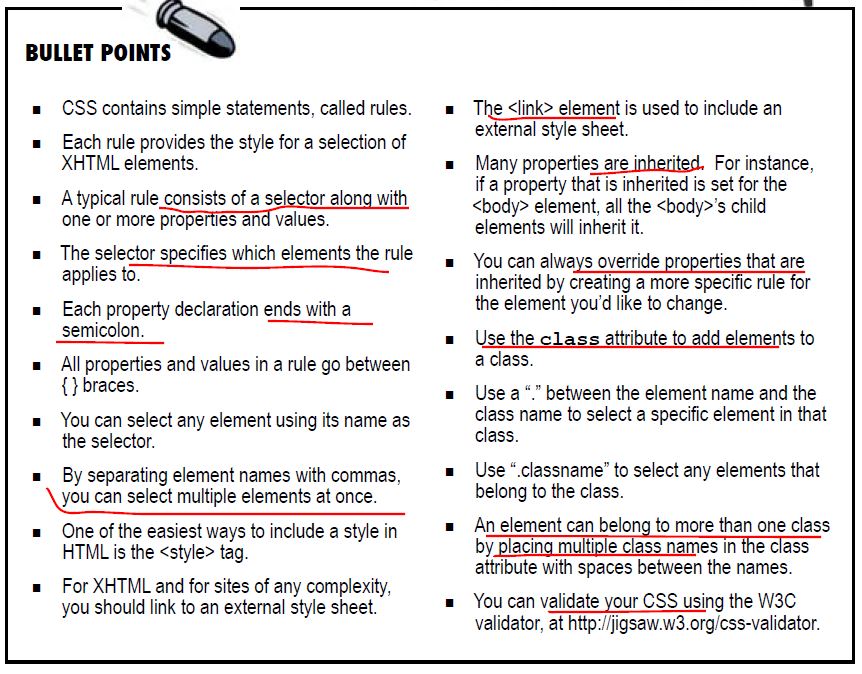 BULLET POINTS
■ CSS contains simple statements, called rules.
■ Each rule provides the style for a selection of
XHTML elements.
■ A typical rule consists of a selector along with
one or more properties and values.
■ The selector specifies which elements the rule
applies to.
■ Each property declaration ends with a
semicolon.
■ All properties and values in a rule go between
{ } braces.
■ You can select any element using its name as
the selector.
■ By separating element names with commas,
you can select multiple elements at once.
■ One of the easiest ways to include a style in
HTML is the <style> tag.
■ For XHTML and for sites of any complexity,
you should link to an external style sheet.
■ The <link> element is used to include an
external style sheet.
■ Many properties are inherited. For instance,
if a property that is inherited is set for the
<body> element, all the <body>’s child
elements will inherit it.
■ You can always override properties that are
inherited by creating a more specific rule for
the element you’d like to change.
■ Use the class attribute to add elements to
a class.
■ Use a “.” between the element name and the
class name to select a specific element in that
class.
■ Use “.classname” to select any elements that
belong to the class.
■ An element can belong to more than one class
by placing multiple class names in the class
attribute with spaces between the names.
■ You can validate your CSS using the W3C
validator, at http://jigsaw.w3.org/css-validator.